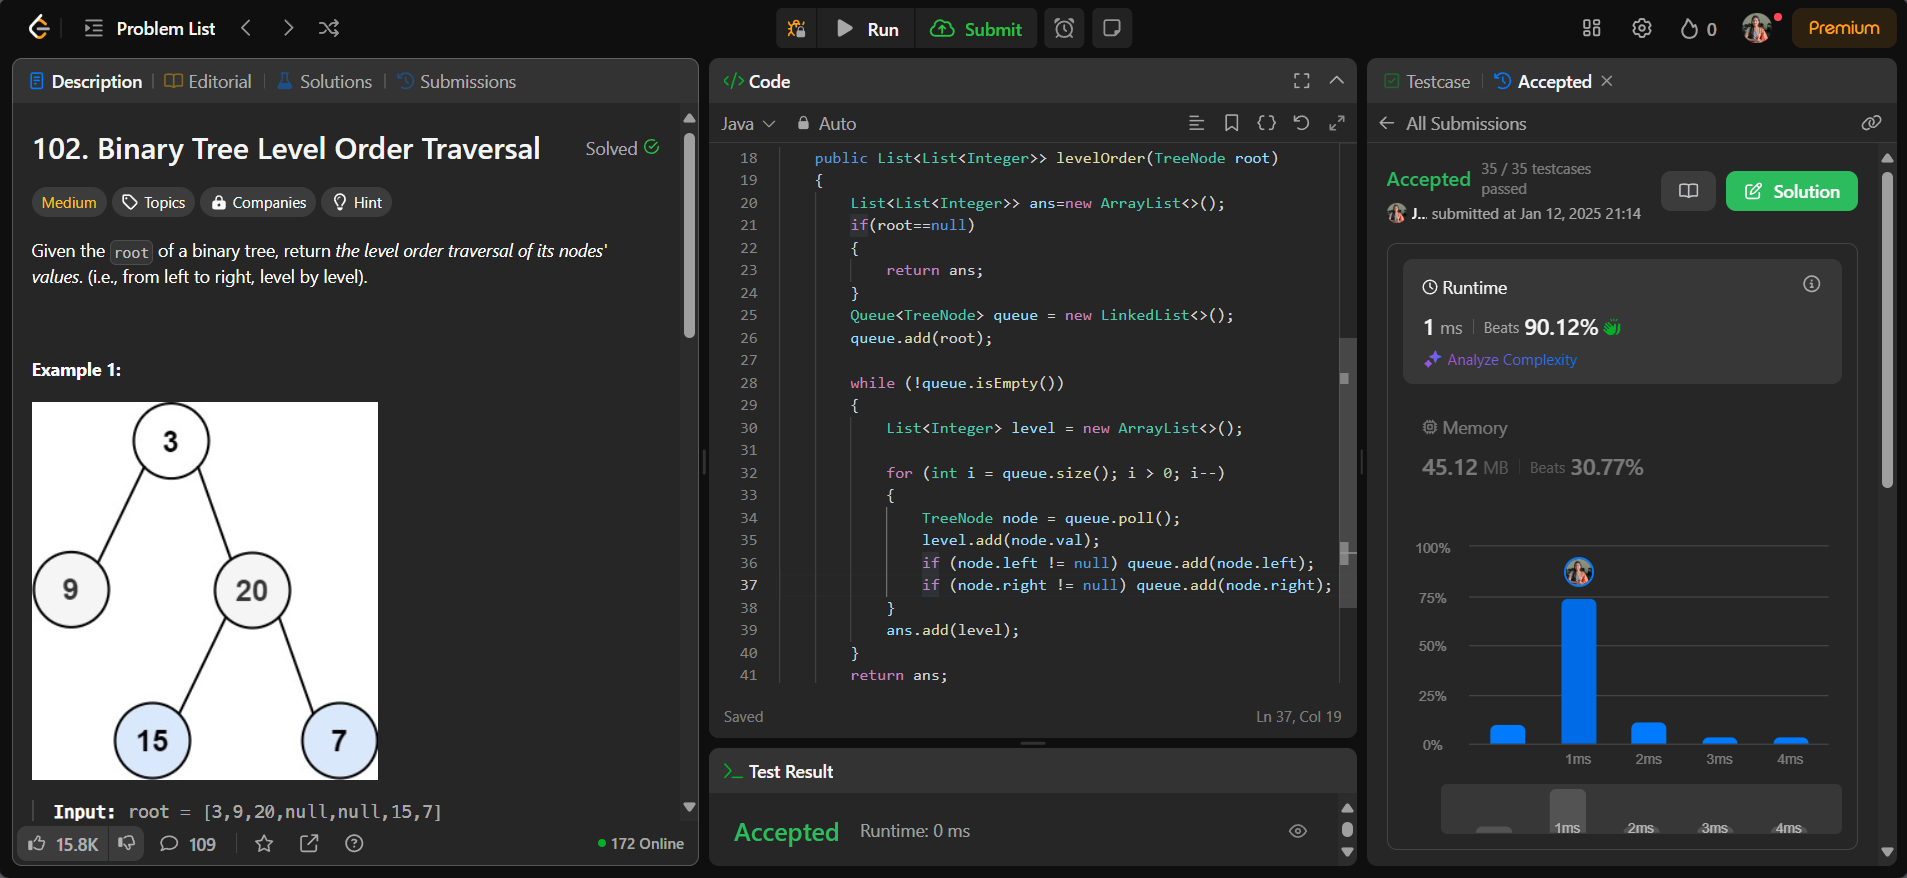 Problem List
Run
Submit
0
Premium
Description
Editorial
Solutions
Submissions
102. Binary Tree Level Order Traversal
Solved
Medium
Topics
Companies
Hint
Given the root of a binary tree, return the level order traversal of its nodes'
values. (i.e., from left to right, level by level).
Example 1:
3
9
20
15
7
Input: root = [3,9,20,null,null,15,7]
15.8K
109
172 Online
</> Code
Java
Auto
18 public List<List<Integer>> levelOrder(TreeNode root)
19 {
20 List<List<Integer>> ans=new ArrayList<>();
21 if(root==null)
22 {
23 return ans;
24 }
25 Queue<TreeNode> queue = new LinkedList<>();
26 queue.add(root);
27
28 while (!queue.isEmpty())
29 {
30 List<Integer> level = new ArrayList<>();
31
32 for (int i = queue.size(); i > 0; i--)
33 {
34 TreeNode node = queue.poll();
35 level.add(node.val);
36 if (node.left != null) queue.add(node.left);
37 if (node.right != null) queue.add(node.right);
38 }
39 ans.add(level);
40 }
41 return ans;
Saved
Ln 37, Col 19
Test Result
Accepted
Runtime: 0 ms
Testcase
Accepted
All Submissions
Accepted
35 / 35 testcases
passed
J... submitted at Jan 12, 2025 21:14
Solution
Runtime
1 ms
Beats 90.12%
Analyze Complexity
Memory
45.12 MB
Beats 30.77%
100%
75%
50%
25%
0%
1ms
2ms
3ms
4ms
1ms
2ms
3ms
4ms